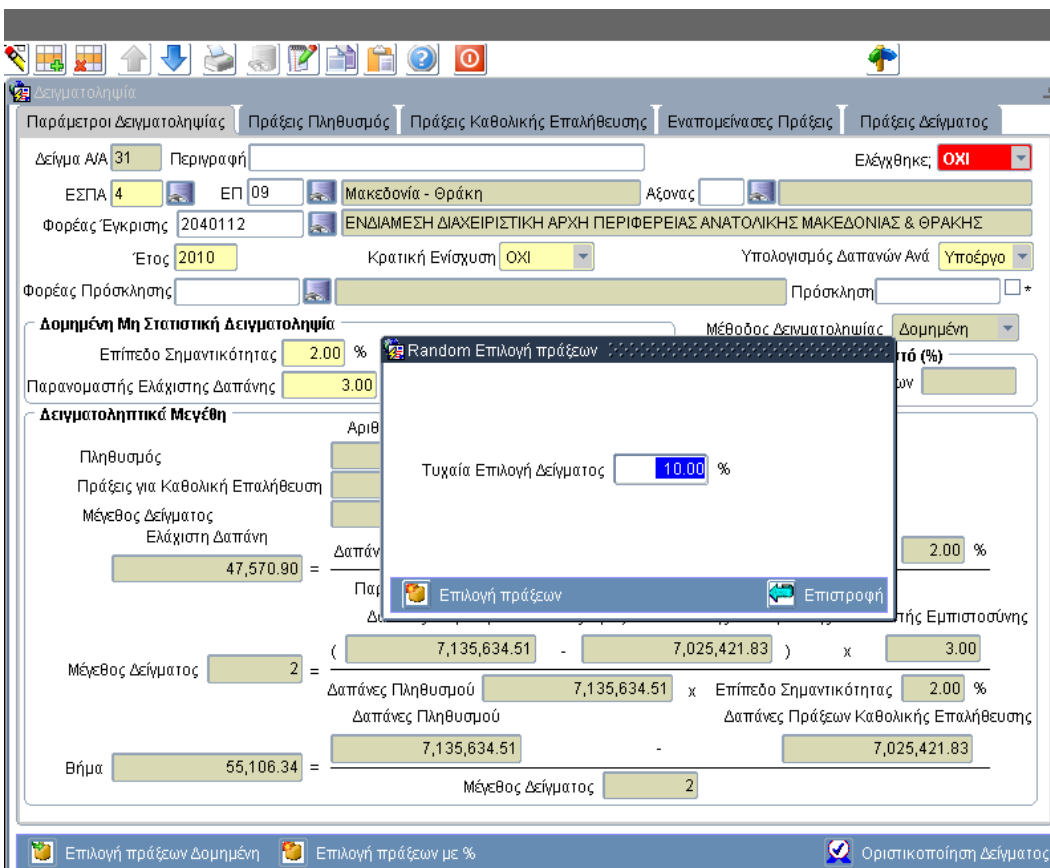 Δειγματοληψία
Παράμετροι Δειγματοληψίας Πράξεις Πληθυσμός Πράξεις Καθολικής Επαλήθευσης Εναπομείνασες Πράξεις Πράξεις Δείγματος
Δείγμα Α/Α 31 Περιγραφή Ελέγχθηκε; ΟΧΙ
ΕΣΠΑ 4 ΕΠ 09 Μακεδονία - Θράκη Αξονας
Φορέας Έγκρισης 2040112 ΕΝΔΙΑΜΕΣΗ ΔΙΑΧΕΙΡΙΣΤΙΚΗ ΑΡΧΗ ΠΕΡΙΦΕΡΕΙΑΣ ΑΝΑΤΟΛΙΚΗΣ ΜΑΚΕΔΟΝΙΑΣ & ΘΡΑΚΗΣ
Έτος 2010 Κρατική Ενίσχυση ΟΧΙ Υπολογισμός Δαπανών Ανά Υποέργο
Φορέας Πρόσκλησης Πρόσκληση *
Δομημένη Μη Στατιστική Δειγματοληψία Μέθοδος Δειγματοληψίας Δομημένη
Επίπεδο Σημαντικότητας 2.00 % Random Επιλογή πράξεων τό (%)
Παρανομαστής Ελάχιστης Δαπάνης 3.00 ων
Δειγματοληπτικά Μεγέθη
Αριθ
Πληθυσμός
Τυχαία Επιλογή Δείγματος 10.00 %
Πράξεις για Καθολική Επαλήθευση
Μέγεθος Δείγματος
Ελάχιστη Δαπάνη
Δαπάν 2.00 %
47,570.90 =
Παρ Επιλογή πράξεων Επιστροφή
τής Εμπιστοσύνης
( 7,135,634.51 - 7,025,421.83 ) x 3.00
Μέγεθος Δείγματος 2 =
Δαπάνες Πληθυσμού 7,135,634.51 x Επίπεδο Σημαντικότητας 2.00 %
Δαπάνες Πληθυσμού Δαπάνες Πράξεων Καθολικής Επαλήθευσης
7,135,634.51 - 7,025,421.83
Βήμα 55,106.34 =
Μέγεθος Δείγματος 2
Επιλογή πράξεων Δομημένη Επιλογή πράξεων με % Οριστικοποίηση Δείγματος